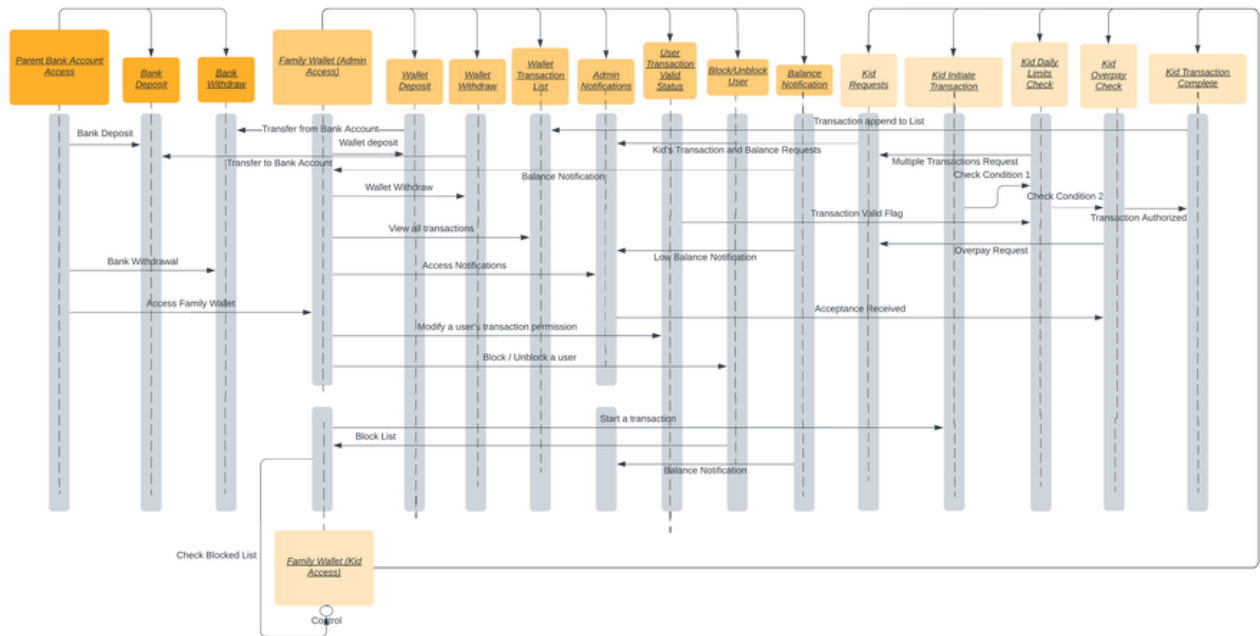 Parent Bank Account
Access
Bank
Deposit
Bank
Withdraw
Family Wallet (Admin
Access)
Wallet
Deposit
Wallet
Withdraw
Wallet
Transaction
List
Admin
Notifications
User
Transaction
Valid
Status
Block/Unblock
User
Balance
Notification
Kid
Requests
Kid Initiate
Transaction
Kid Daily
Limits
Check
Kid
Overpay
Check
Kid Transaction
Complete
Transaction append to List
Bank Deposit
Transfer from Bank Account
Wallet deposit
Kid's Transaction and Balance Requests
Transfer to Bank Account
Multiple Transactions Request
Balance Notification
Check Condition 1
Wallet Withdraw
Check Condition 2
Transaction Valid Flag
Transaction Authorized
View all transactions
Overpay Request
Low Balance Notification
Bank Withdrawal
Access Notifications
Access Family Wallet
Acceptance Received
Modify a user's transaction permission
Block / Unblock a user
Start a transaction
Block List
Balance Notification
Check Blocked List
Family Wallet (Kid
Access)
Control